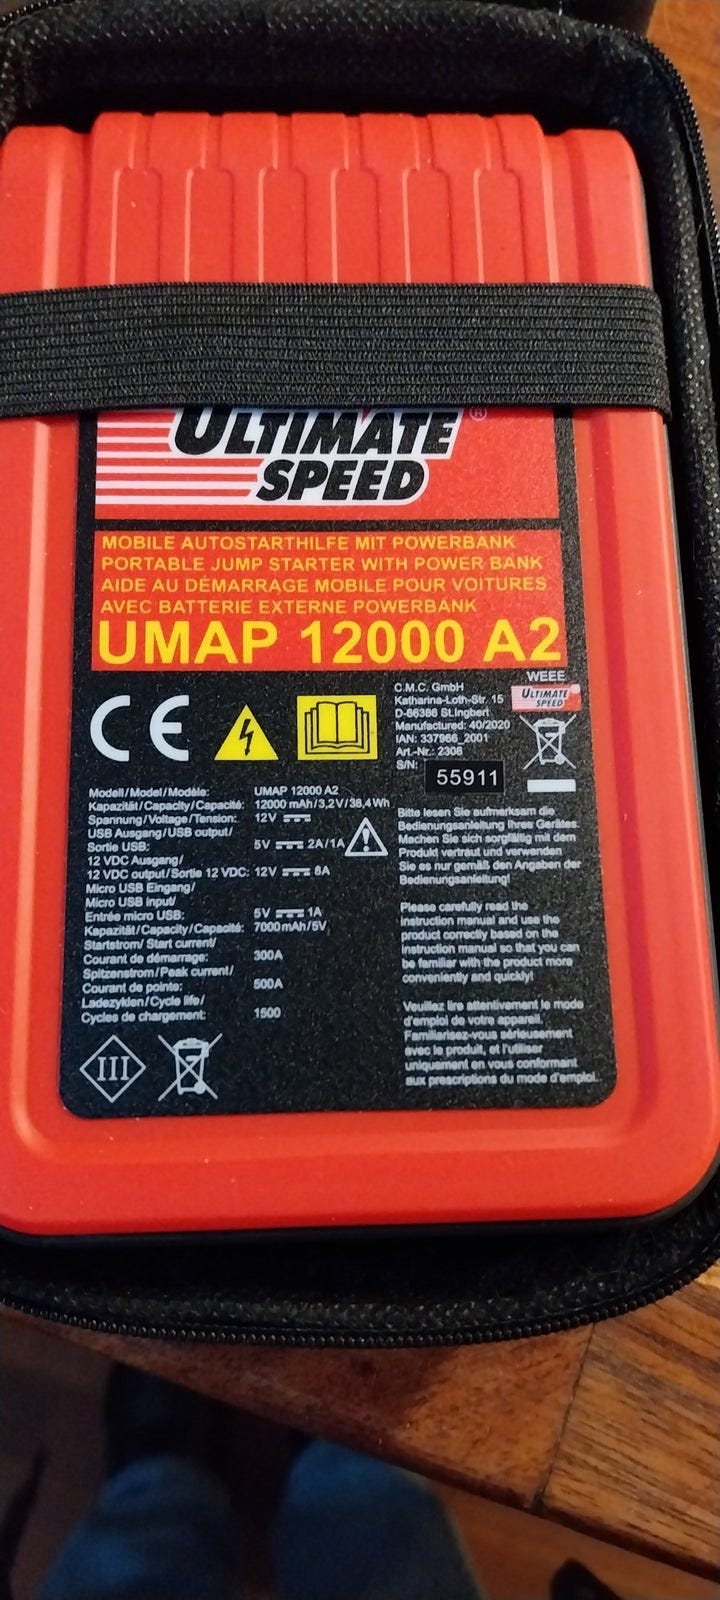 ULTIMATE ®
SPEED
MOBILE AUTOSTARTHILFE MIT POWERBANK
PORTABLE JUMP STARTER WITH POWER BANK
AIDE AU DÉMARRAGE MOBILE POUR VOITURES
AVEC BATTERIE EXTERNE POWERBANK
UMAP 12000 A2
CE
C.M.C. GmbH
Katharina-Loth-Str. 15
D-66386 St.Ingbert
Manufactured: 40/2020
IAN: 337966_2001
Art.-Nr.: 2308
S/N:
55911
WEEE
ULTIMATE ®
SPEED
Modell/Model/Modèle: UMAP 12000 A2
Kapazität/Capacity/Capacité: 12000 mAh/3,2V/38,4Wh
Spannung/Voltage/Tension: 12V
USB Ausgang/USB output/
Sortie USB: 5V 2A/1A
12 VDC Ausgang/
12 VDC output/Sortie 12 VDC: 12V 8A
Micro USB Eingang/
Micro USB input/
Entrée micro USB: 5V 1A
Kapazität/Capacity/Capacité: 7000mAh/5V
Startstrom/Start current/
Courant de démarrage: 300A
Spitzenstrom/Peak current/
Courant de pointe: 500A
Ladezyklen/Cycle life/
Cycles de chargement: 1500
III
Bitte lesen Sie aufmerksam die
Bedienungsanleitung Ihres Gerätes.
Machen Sie sich sorgfältig mit dem
Produkt vertraut und verwenden
Sie es nur gemäß den Angaben der
Bedienungsanleitung!
Please carefully read the
instruction manual and use the
product correctly based on the
instruction manual so that you can
be familiar with the product more
conveniently and quickly!
Veuillez lire attentivement le mode
d'emploi de votre appareil.
Familiarisez-vous sérieusement
avec le produit, et l'utiliser
uniquement en vous conformant
aux prescriptions du mode d'emploi.